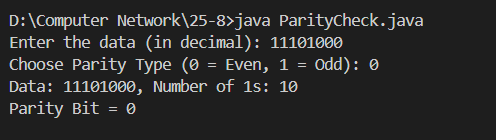 D:\Computer Network\25-8>java ParityCheck.java
Enter the data (in decimal): 11101000
Choose Parity Type (0 = Even, 1 = Odd): 0
Data: 11101000, Number of 1s: 10
Parity Bit = 0